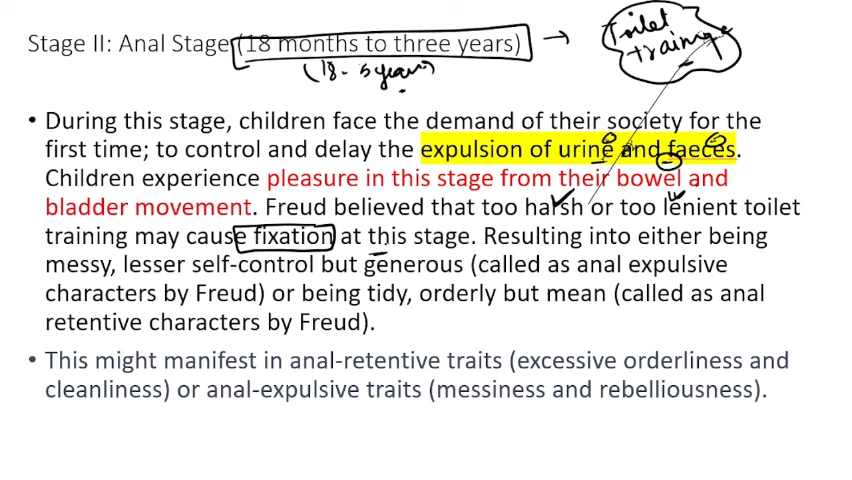 Stage II: Anal Stage (18 months to three years) → Toilet
training
(18 - 3 years)
• During this stage, children face the demand of their society for the
first time; to control and delay the expulsion of urine and faeces.
Children experience pleasure in this stage from their bowel and
bladder movement. Freud believed that too harsh or too lenient toilet
training may cause fixation at this stage. Resulting into either being
messy, lesser self-control but generous (called as anal expulsive
characters by Freud) or being tidy, orderly but mean (called as anal
retentive characters by Freud).
• This might manifest in anal-retentive traits (excessive orderliness and
cleanliness) or anal-expulsive traits (messiness and rebelliousness).